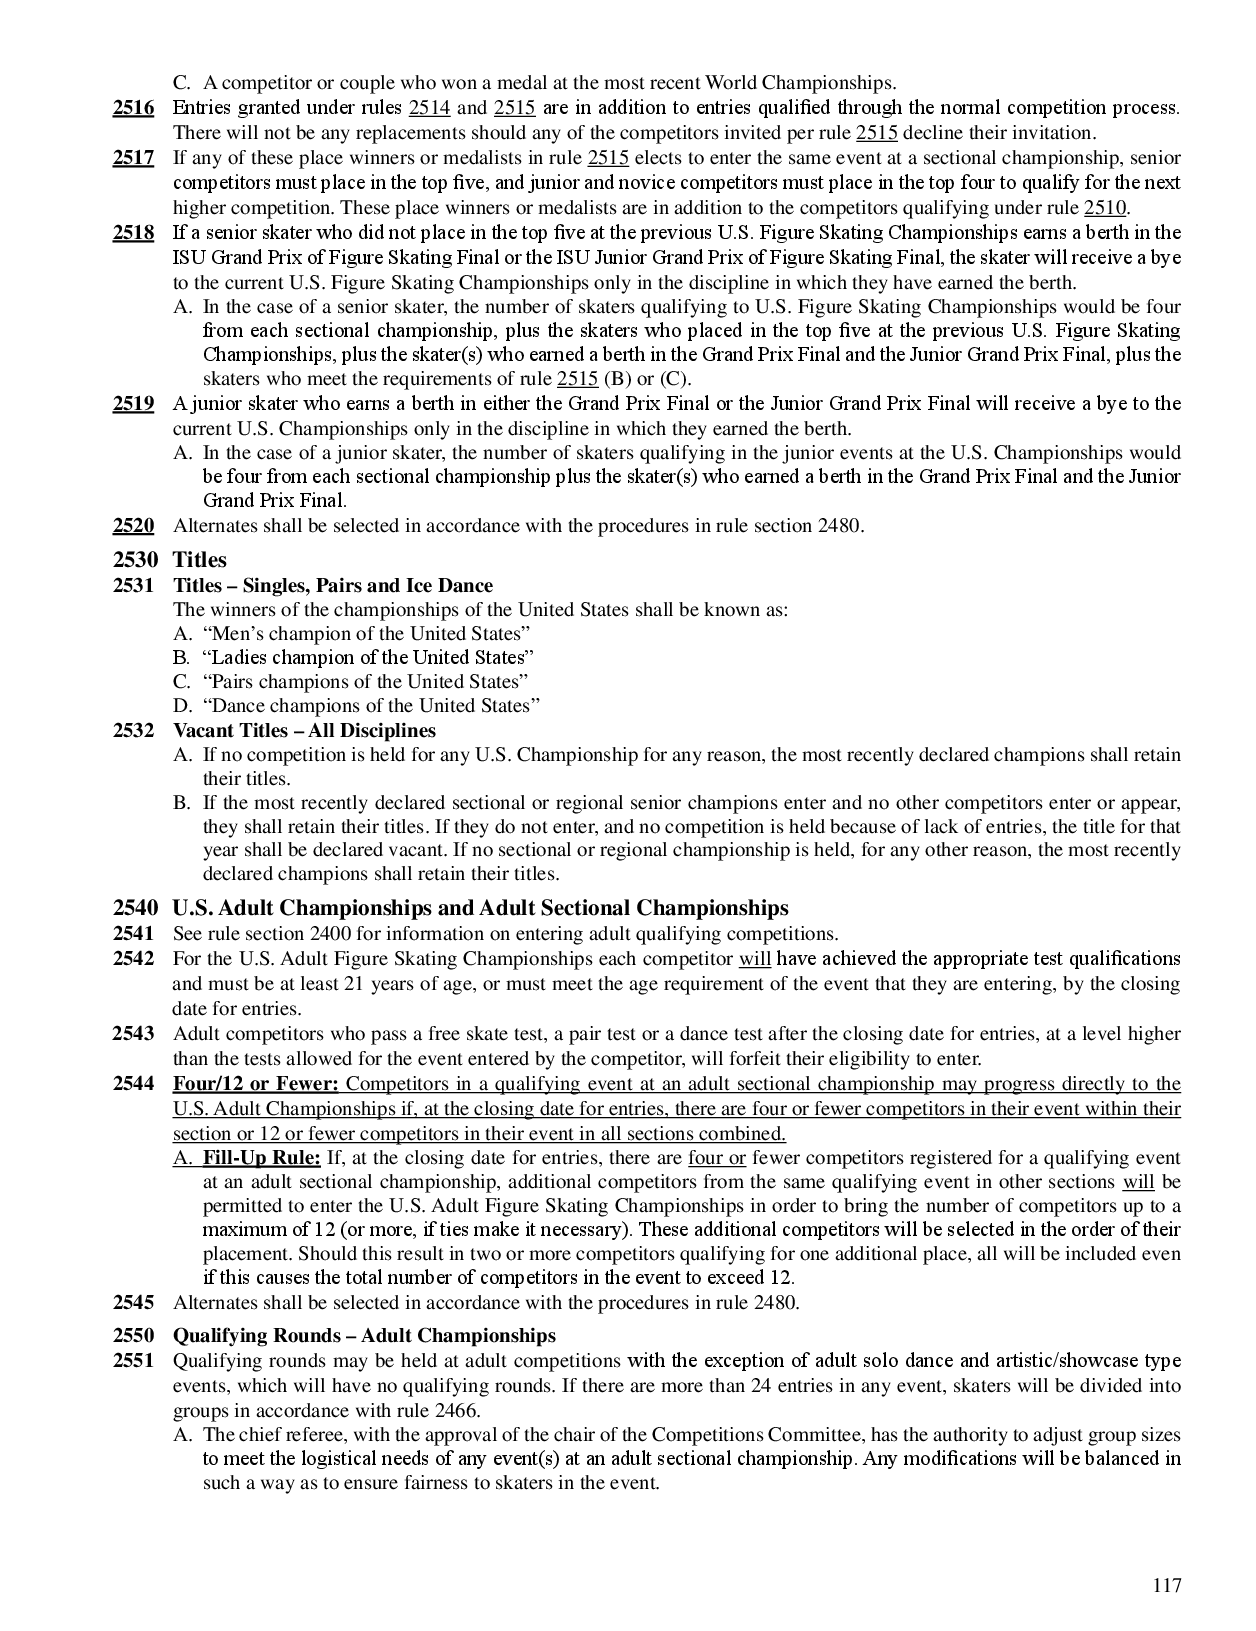 C. A competitor or couple who won a medal at the most recent World Championships.
2516 Entries granted under rules 2514 and 2515 are in addition to entries qualified through the normal competition process.
There will not be any replacements should any of the competitors invited per rule 2515 decline their invitation.
2517 If any of these place winners or medalists in rule 2515 elects to enter the same event at a sectional championship, senior
competitors must place in the top five, and junior and novice competitors must place in the top four to qualify for the next
higher competition. These place winners or medalists are in addition to the competitors qualifying under rule 2510.
2518 If a senior skater who did not place in the top five at the previous U.S. Figure Skating Championships earns a berth in the
ISU Grand Prix of Figure Skating Final or the ISU Junior Grand Prix of Figure Skating Final, the skater will receive a bye
to the current U.S. Figure Skating Championships only in the discipline in which they have earned the berth.
A. In the case of a senior skater, the number of skaters qualifying to U.S. Figure Skating Championships would be four
from each sectional championship, plus the skaters who placed in the top five at the previous U.S. Figure Skating
Championships, plus the skater(s) who earned a berth in the Grand Prix Final and the Junior Grand Prix Final, plus the
skaters who meet the requirements of rule 2515 (B) or (C).
2519 A junior skater who earns a berth in either the Grand Prix Final or the Junior Grand Prix Final will receive a bye to the
current U.S. Championships only in the discipline in which they earned the berth.
A. In the case of a junior skater, the number of skaters qualifying in the junior events at the U.S. Championships would
be four from each sectional championship plus the skater(s) who earned a berth in the Grand Prix Final and the Junior
Grand Prix Final.
2520 Alternates shall be selected in accordance with the procedures in rule section 2480.
2530 Titles
2531 Titles – Singles, Pairs and Ice Dance
The winners of the championships of the United States shall be known as:
A. “Men’s champion of the United States”
B. “Ladies champion of the United States”
C. “Pairs champions of the United States”
D. “Dance champions of the United States”
2532 Vacant Titles – All Disciplines
A. If no competition is held for any U.S. Championship for any reason, the most recently declared champions shall retain
their titles.
B. If the most recently declared sectional or regional senior champions enter and no other competitors enter or appear,
they shall retain their titles. If they do not enter, and no competition is held because of lack of entries, the title for that
year shall be declared vacant. If no sectional or regional championship is held, for any other reason, the most recently
declared champions shall retain their titles.
2540 U.S. Adult Championships and Adult Sectional Championships
2541 See rule section 2400 for information on entering adult qualifying competitions.
2542 For the U.S. Adult Figure Skating Championships each competitor will have achieved the appropriate test qualifications
and must be at least 21 years of age, or must meet the age requirement of the event that they are entering, by the closing
date for entries.
2543 Adult competitors who pass a free skate test, a pair test or a dance test after the closing date for entries, at a level higher
than the tests allowed for the event entered by the competitor, will forfeit their eligibility to enter.
2544 Four/12 or Fewer: Competitors in a qualifying event at an adult sectional championship may progress directly to the
U.S. Adult Championships if, at the closing date for entries, there are four or fewer competitors in their event within their
section or 12 or fewer competitors in their event in all sections combined.
A. Fill-Up Rule: If, at the closing date for entries, there are four or fewer competitors registered for a qualifying event
at an adult sectional championship, additional competitors from the same qualifying event in other sections will be
permitted to enter the U.S. Adult Figure Skating Championships in order to bring the number of competitors up to a
maximum of 12 (or more, if ties make it necessary). These additional competitors will be selected in the order of their
placement. Should this result in two or more competitors qualifying for one additional place, all will be included even
if this causes the total number of competitors in the event to exceed 12.
2545 Alternates shall be selected in accordance with the procedures in rule 2480.
2550 Qualifying Rounds – Adult Championships
2551 Qualifying rounds may be held at adult competitions with the exception of adult solo dance and artistic/showcase type
events, which will have no qualifying rounds. If there are more than 24 entries in any event, skaters will be divided into
groups in accordance with rule 2466.
A. The chief referee, with the approval of the chair of the Competitions Committee, has the authority to adjust group sizes
to meet the logistical needs of any event(s) at an adult sectional championship. Any modifications will be balanced in
such a way as to ensure fairness to skaters in the event.
117